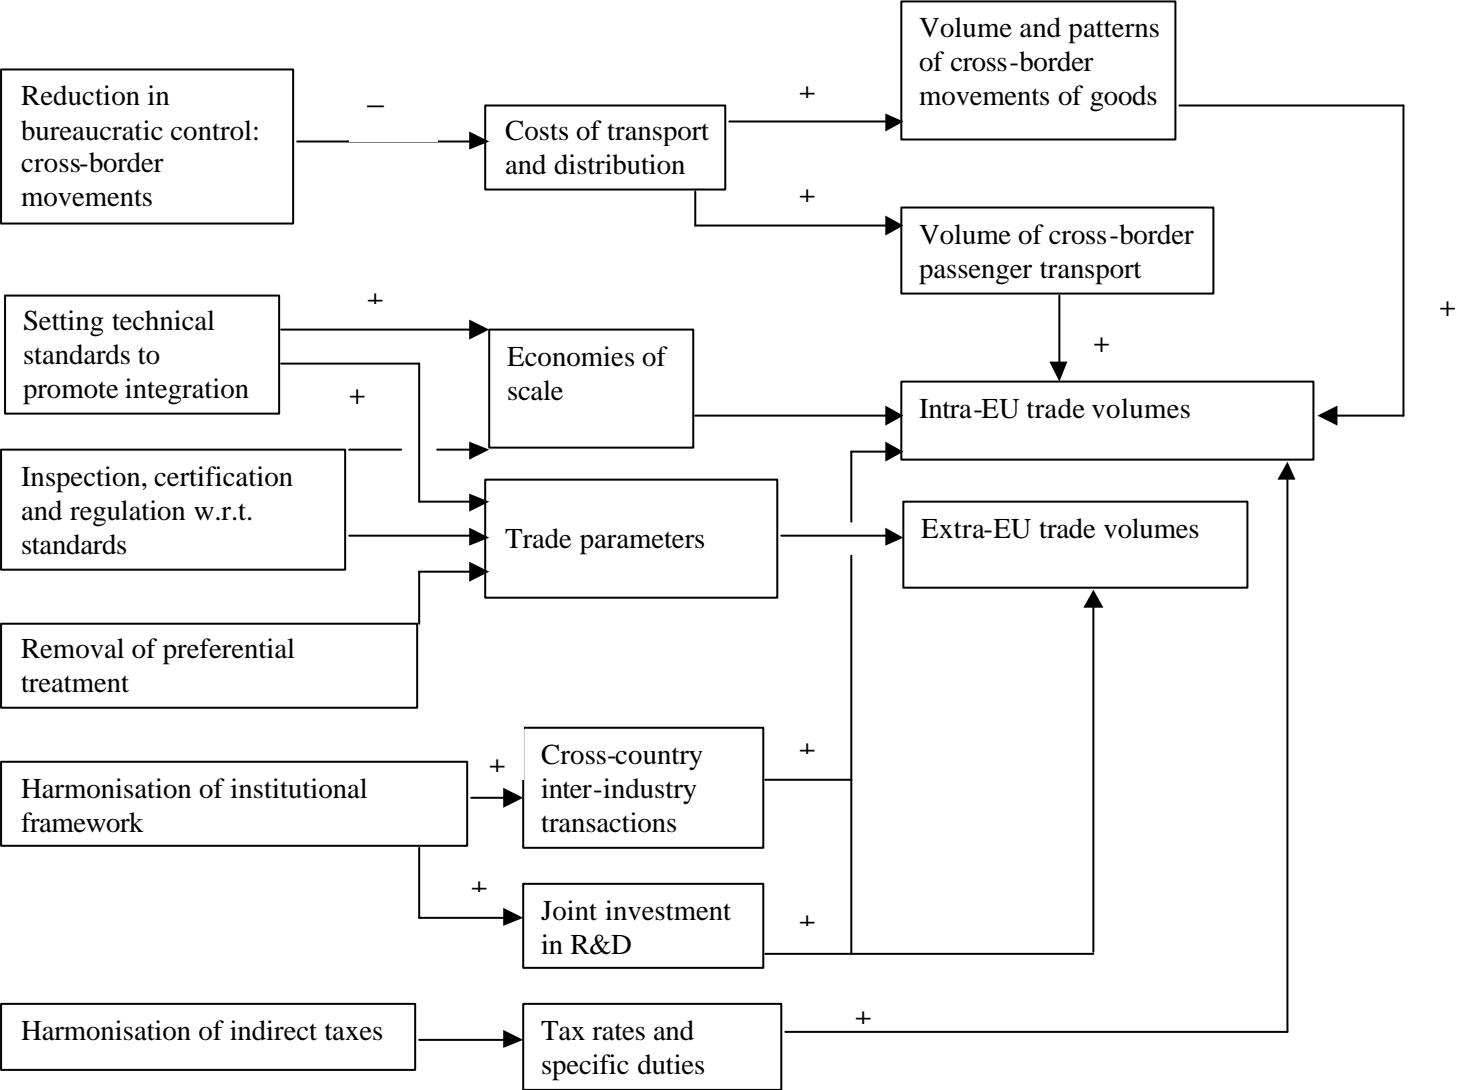 Volume and patterns
of cross-border
movements of goods
Reduction in
bureaucratic control:
cross-border
movements
–
Costs of transport
and distribution
+
+
Volume of cross-border
passenger transport
+
+
Setting technical
standards to
promote integration
+
+
Economies of
scale
Intra-EU trade volumes
Inspection, certification
and regulation w.r.t.
standards
Trade parameters
Extra-EU trade volumes
Removal of preferential
treatment
Harmonisation of institutional
framework
+
Cross-country
inter-industry
transactions
+
+
Joint investment
in R&D
+
Harmonisation of indirect taxes
Tax rates and
specific duties
+